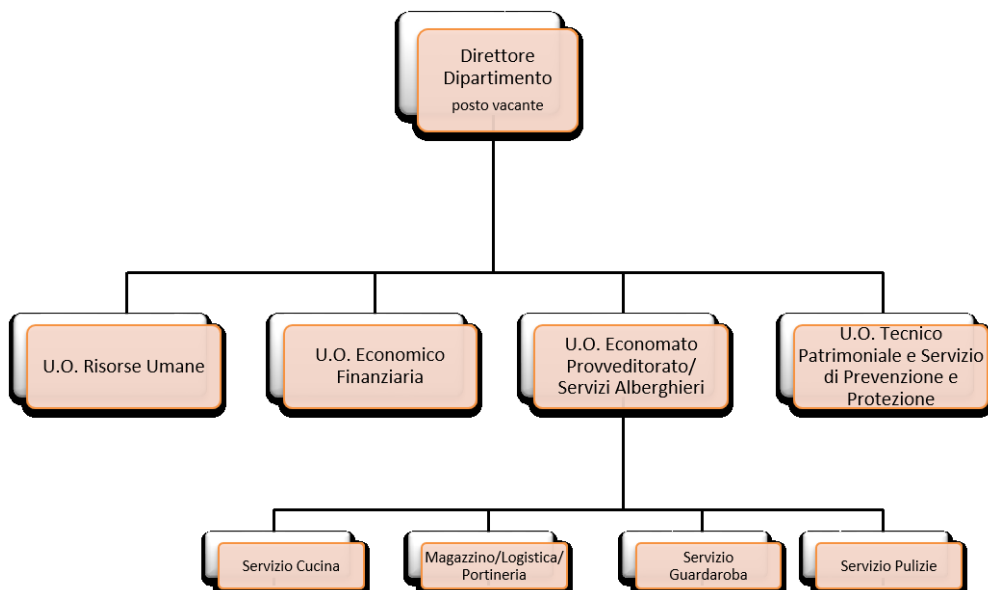 Direttore
Dipartimento
posto vacante
U.O. Risorse Umane
U.O. Economico
Finanziaria
U.O. Economato
Provveditorato/
Servizi Alberghieri
U.O. Tecnico
Patrimoniale e Servizio
di Prevenzione e
Protezione
Servizio Cucina
Magazzino/Logistica/
Portineria
Servizio
Guardaroba
Servizio Pulizie